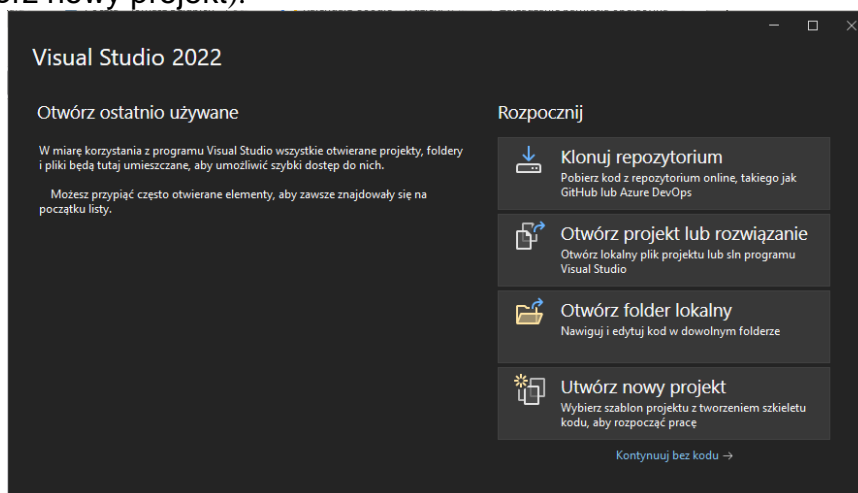 nowy projekt).
Visual Studio 2022
Otwórz ostatnio używane
W miarę korzystania z programu Visual Studio wszystkie otwierane projekty, foldery
i pliki będą tutaj umieszczane, aby umożliwić szybki dostęp do nich.
Możesz przypiąć często otwierane elementy, aby zawsze znajdowały się na
początku listy.
Rozpocznij
Klonuj repozytorium
Pobierz kod z repozytorium online, takiego jak
GitHub lub Azure DevOps
Otwórz projekt lub rozwiązanie
Otwórz lokalny plik projektu lub sln programu
Visual Studio
Otwórz folder lokalny
Nawiguj i edytuj kod w dowolnym folderze
Utwórz nowy projekt
Wybierz szablon projektu z tworzeniem szkieletu
kodu, aby rozpocząć pracę
Kontynuuj bez kodu →